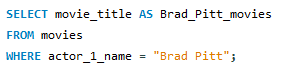 SELECT movie_title AS Brad_Pitt_movies
FROM movies
WHERE actor_1_name = "Brad Pitt";